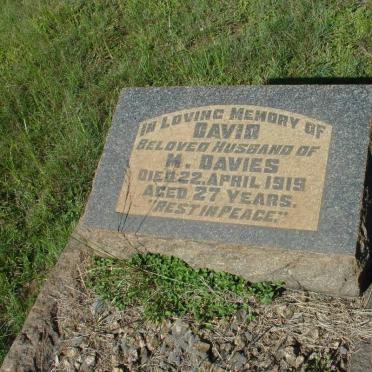 IN LOVING MEMORY OF
DAVID
BELOVED HUSBAND OF
M. DAVIES
DIED 22. APRIL 1919
AGED 27 YEARS.
"REST IN PEACE."